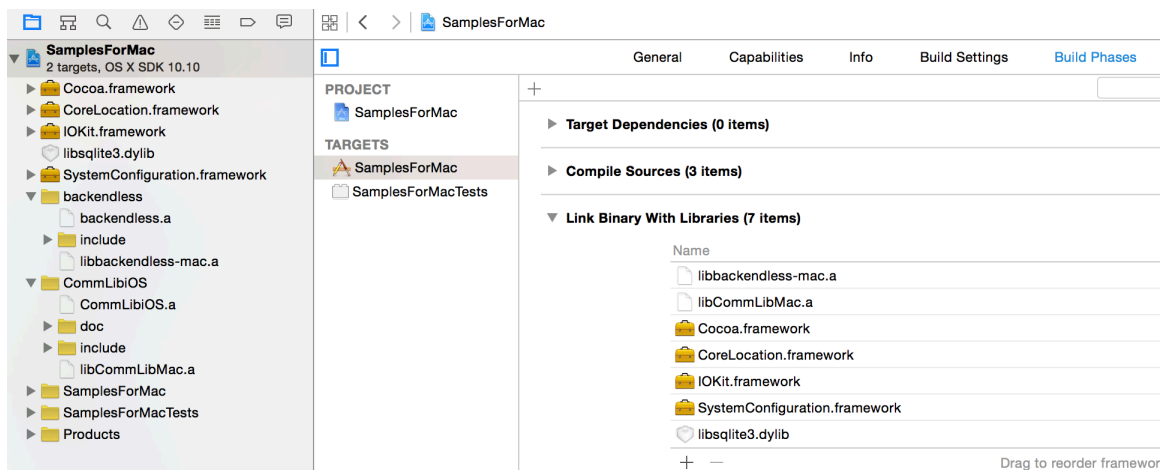 SamplesForMac
SamplesForMac
2 targets, OS X SDK 10.10
Cocoa.framework
CoreLocation.framework
IOKit.framework
libsqlite3.dylib
SystemConfiguration.framework
backendless
backendless.a
include
libbackendless-mac.a
CommLibiOS
CommLibiOS.a
doc
include
libCommLibMac.a
SamplesForMac
SamplesForMacTests
Products
General Capabilities Info Build Settings Build Phases
PROJECT
SamplesForMac
TARGETS
SamplesForMac
SamplesForMacTests
Target Dependencies (0 items)
Compile Sources (3 items)
Link Binary With Libraries (7 items)
Name
libbackendless-mac.a
libCommLibMac.a
Cocoa.framework
CoreLocation.framework
IOKit.framework
SystemConfiguration.framework
libsqlite3.dylib
Drag to reorder framewor